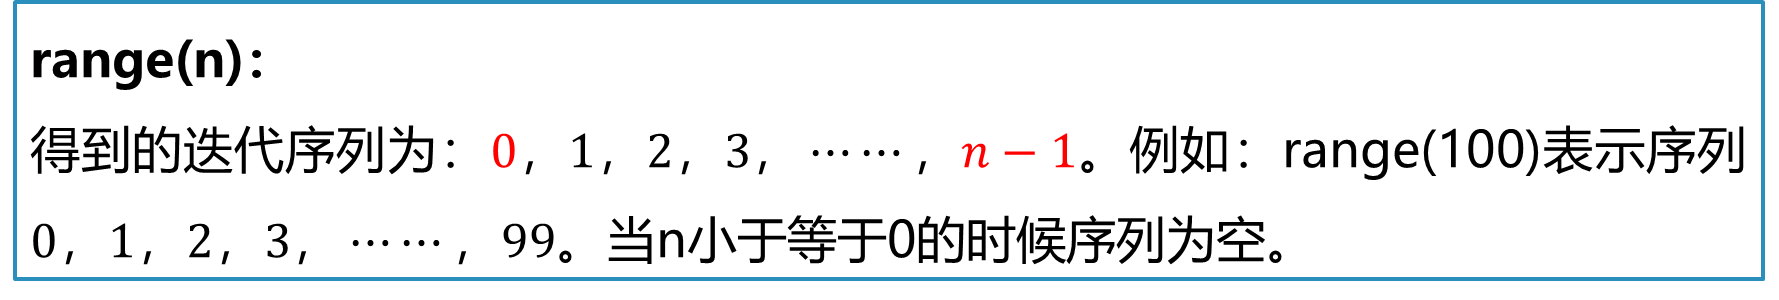 range(n)：
得到的迭代序列为：0，1，2，3，……，n − 1。例如：range(100)表示序列
0，1，2，3，……，99。当n小于等于0的时候序列为空。